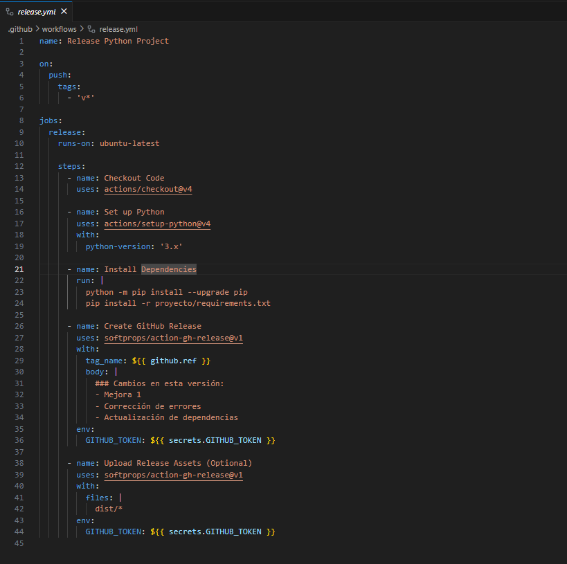 release.yml
.github > workflows > release.yml
1 name: Release Python Project
2
3 on:
4 push:
5 tags:
6 - 'v*'
7
8 jobs:
9 release:
10 runs-on: ubuntu-latest
11
12 steps:
13 - name: Checkout Code
14 uses: actions/checkout@v4
15
16 - name: Set up Python
17 uses: actions/setup-python@v4
18 with:
19 python-version: '3.x'
20
21 - name: Install Dependencies
22 run: |
23 python -m pip install --upgrade pip
24 pip install -r proyecto/requirements.txt
25
26 - name: Create GitHub Release
27 uses: softprops/action-gh-release@v1
28 with:
29 tag_name: ${{ github.ref }}
30 body: |
31 ### Cambios en esta versión:
32 - Mejora 1
33 - Corrección de errores
34 - Actualización de dependencias
35 env:
36 GITHUB_TOKEN: ${{ secrets.GITHUB_TOKEN }}
37
38 - name: Upload Release Assets (Optional)
39 uses: softprops/action-gh-release@v1
40 with:
41 files: |
42 dist/*
43 env:
44 GITHUB_TOKEN: ${{ secrets.GITHUB_TOKEN }}
45